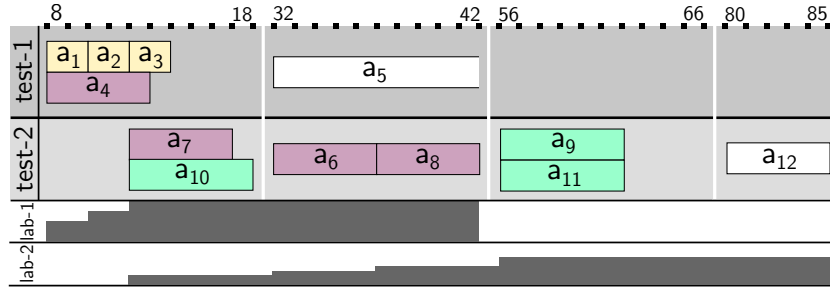 8 18 32 42 56 66 80 85
test-1
a1 a2 a3
a4
a5
test-2
a7
a10
a6 a8
a9
a11
a12
lab-1
lab-2